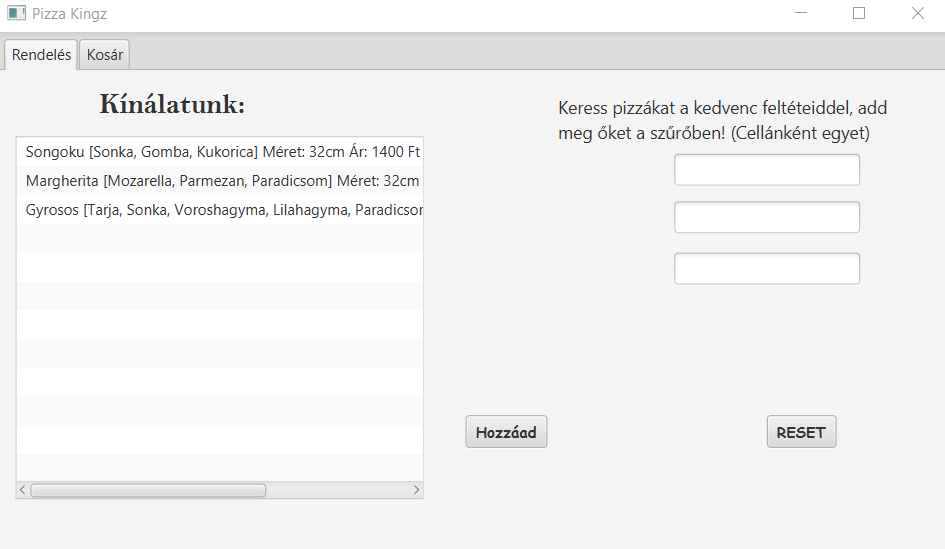 Pizza Kingz
Rendelés
Kosár
Kínálatunk:
Songoku [Sonka, Gomba, Kukorica] Méret: 32cm Ár: 1400 Ft
Margherita [Mozarella, Parmezan, Paradicsom] Méret: 32cm
Gyrosos [Tarja, Sonka, Voroshagyma, Lilahagyma,
Keress pizzákat a kedvenc feltéteiddel, add
meg őket a szűrőben! (Cellánként egyet)
Hozzáad
RESET